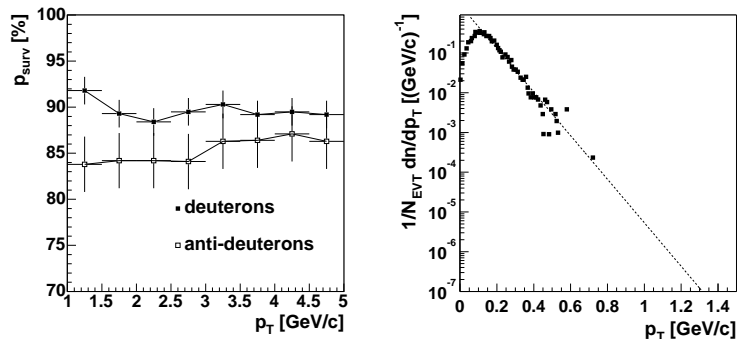 p_surv [%]
100
95
90
85
80
75
70
deuterons
anti-deuterons
1 1.5 2 2.5 3 3.5 4 4.5 5
p_T [GeV/c]
1/N_EVT dn/dp_T [(GeV/c)^-1]
10^-1
10^-2
10^-3
10^-4
10^-5
10^-6
10^-7
0 0.2 0.4 0.6 0.8 1 1.2 1.4
p_T [GeV/c]